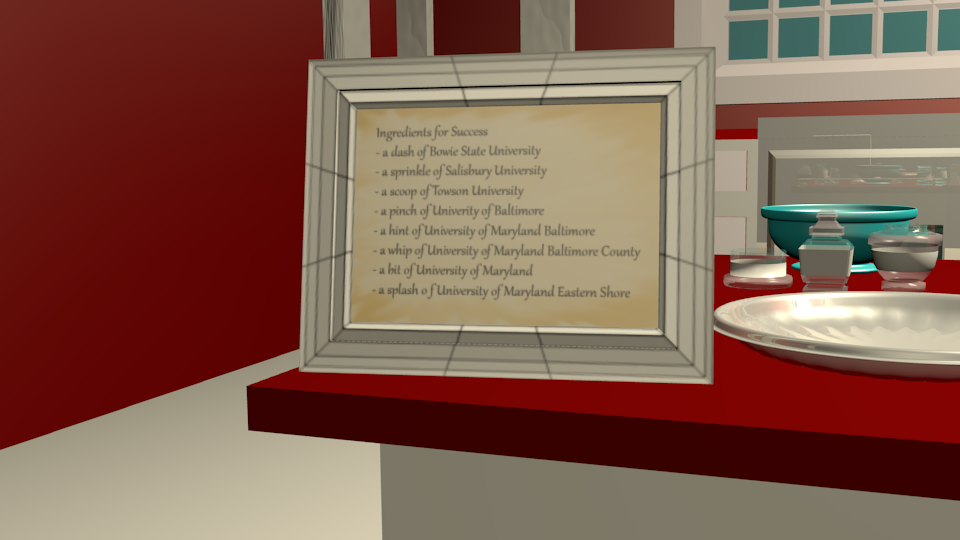 Ingredients for Success
- a dash of Bowie State University
- a sprinkle of Salisbury University
- a scoop of Towson University
- a pinch of Univerity of Baltimore
- a hint of University of Maryland Baltimore
- a whip of University of Maryland Baltimore County
- a bit of University of Maryland
- a splash of University of Maryland Eastern Shore